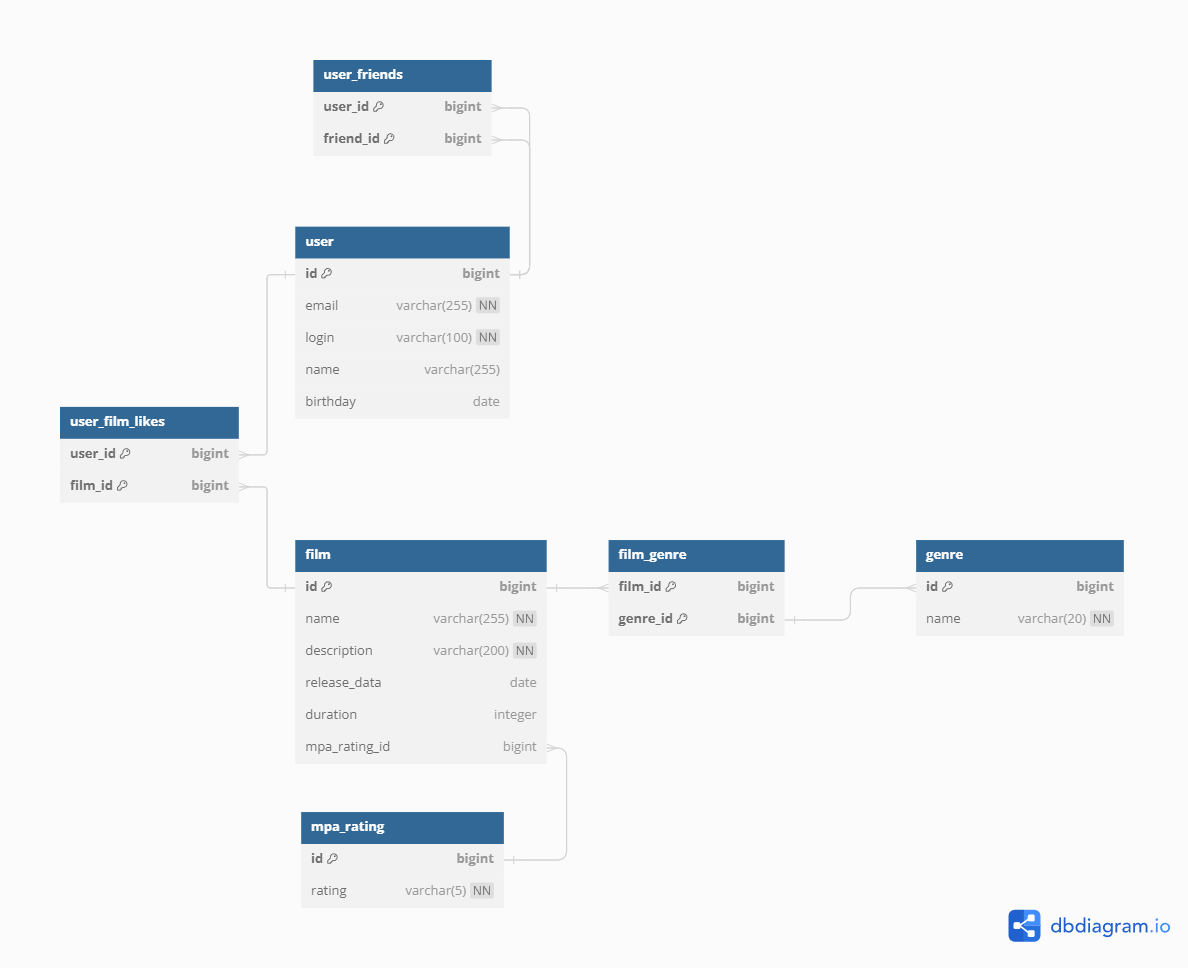 user_friends
user_id bigint
friend_id bigint
user
id bigint
email varchar(255) NN
login varchar(100) NN
name varchar(255)
birthday date
user_film_likes
user_id bigint
film_id bigint
film
id bigint
name varchar(255) NN
description varchar(200) NN
release_data date
duration integer
mpa_rating_id bigint
film_genre
film_id bigint
genre_id bigint
genre
id bigint
name varchar(20) NN
mpa_rating
id bigint
rating varchar(5) NN
dbdiagram.io